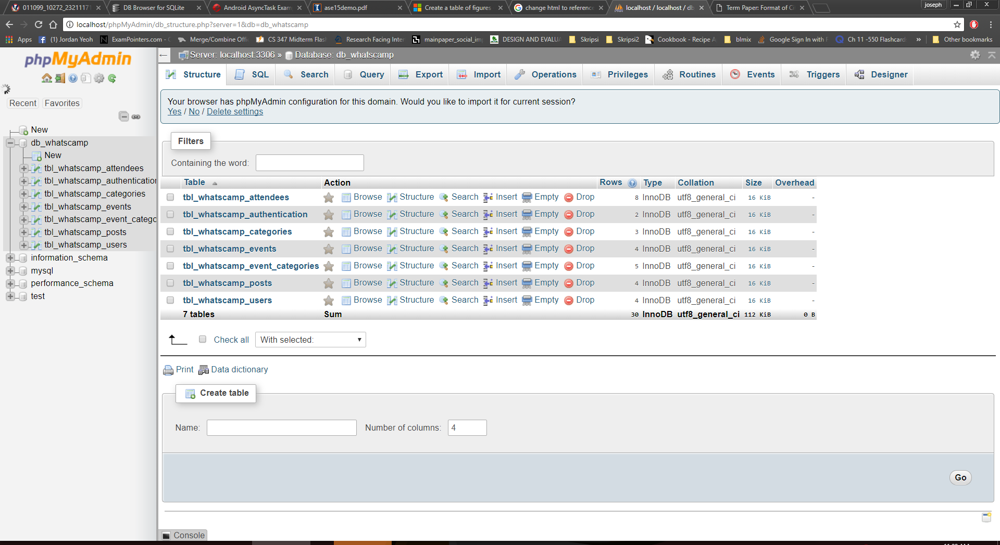 011099_10272_23211171
DB Browser for SQLite
Android AsyncTask Exam
ase15demo.pdf
Create a table of figures
change html to reference
localhost / localhost / db
Term Paper: Format of Ci
joseph
localhost/phpMyAdmin/db_structure.php?server=1&db=db_whatscamp
Apps
(1) Jordan Yeoh
ExamPointers.com - C
Merge/Combine Offi
CS 347 Midterm Flas
Research Facing Inter
mainpaper_social_im
DESIGN AND EVALUA
Skripsi
Skripsi2
Cookbook - Recipe A
blmix
Google Sign In with F
Ch 11 -550 Flashcard
»
Other bookmarks
phpMyAdmin
Recent
Favorites
New
db_whatscamp
New
tbl_whatscamp_attendees
tbl_whatscamp_authentication
tbl_whatscamp_categories
tbl_whatscamp_events
tbl_whatscamp_event_catego
tbl_whatscamp_posts
tbl_whatscamp_users
information_schema
mysql
performance_schema
test
Server: localhost:3306 » Database: db_whatscamp
Structure SQL Search Query Export Import Operations Privileges Routines Events Triggers Designer
Your browser has phpMyAdmin configuration for this domain. Would you like to import it for current session?
Yes / No / Delete settings
Filters
Containing the word:
Table Action Rows Type Collation Size Overhead
tbl_whatscamp_attendees Browse Structure Search Insert Empty Drop 8 InnoDB utf8_general_ci 16 KiB -
tbl_whatscamp_authentication Browse Structure Search Insert Empty Drop 2 InnoDB utf8_general_ci 16 KiB -
tbl_whatscamp_categories Browse Structure Search Insert Empty Drop 3 InnoDB utf8_general_ci 16 KiB -
tbl_whatscamp_events Browse Structure Search Insert Empty Drop 4 InnoDB utf8_general_ci 16 KiB -
tbl_whatscamp_event_categories Browse Structure Search Insert Empty Drop 5 InnoDB utf8_general_ci 16 KiB -
tbl_whatscamp_posts Browse Structure Search Insert Empty Drop 4 InnoDB utf8_general_ci 16 KiB -
tbl_whatscamp_users Browse Structure Search Insert Empty Drop 4 InnoDB utf8_general_ci 16 KiB -
7 tables Sum 30 InnoDB utf8_general_ci 112 KiB 0 B
Check all With selected:
Print Data dictionary
Create table
Name: Number of columns: 4
Go
Console